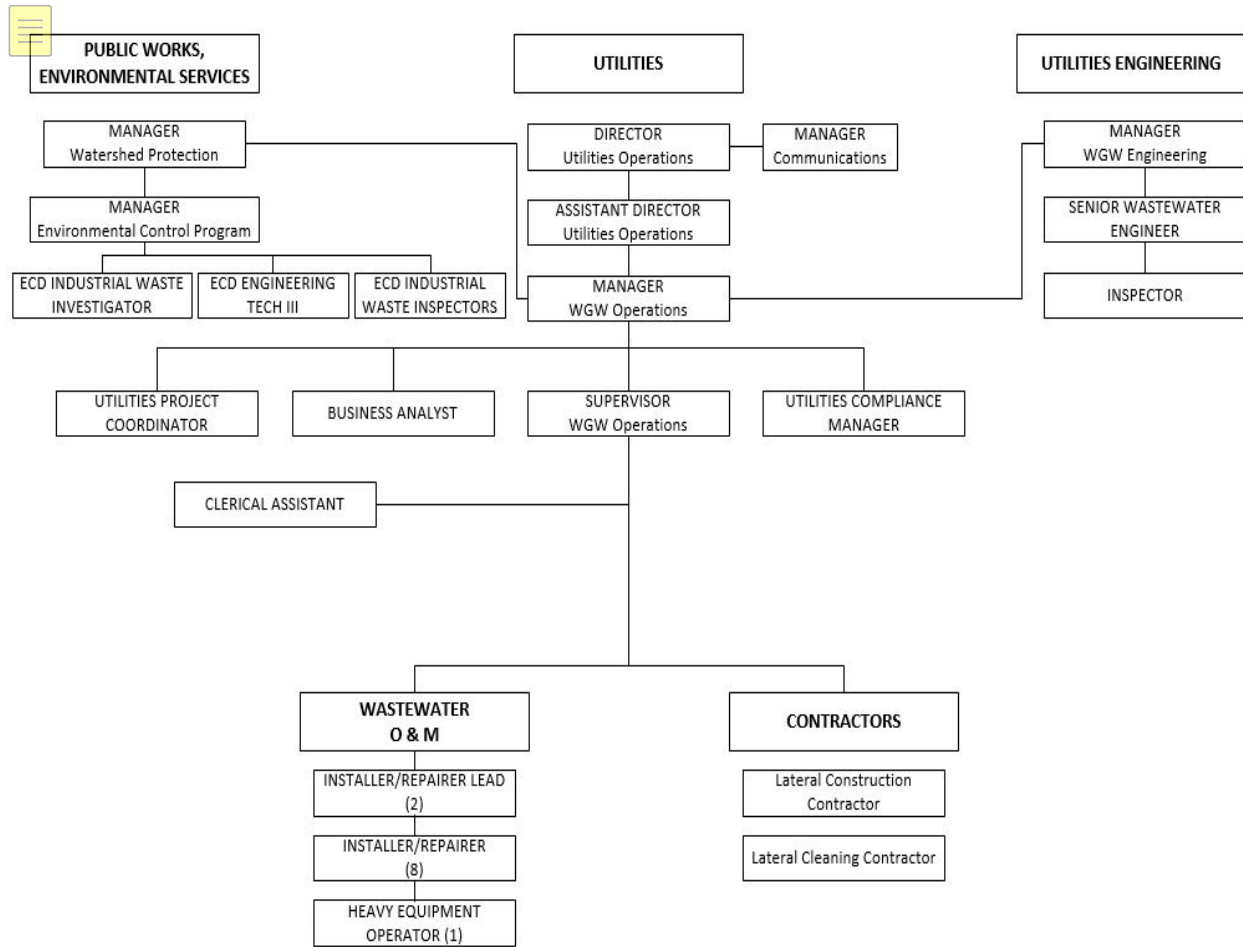 PUBLIC WORKS,
ENVIRONMENTAL SERVICES
UTILITIES
UTILITIES ENGINEERING
MANAGER
Watershed Protection
DIRECTOR
Utilities Operations
MANAGER
Communications
MANAGER
WGW Engineering
MANAGER
Environmental Control Program
ASSISTANT DIRECTOR
Utilities Operations
SENIOR WASTEWATER
ENGINEER
ECD INDUSTRIAL WASTE
INVESTIGATOR
ECD ENGINEERING
TECH III
ECD INDUSTRIAL
WASTE INSPECTORS
MANAGER
WGW Operations
INSPECTOR
UTILITIES PROJECT
COORDINATOR
BUSINESS ANALYST
SUPERVISOR
WGW Operations
UTILITIES COMPLIANCE
MANAGER
CLERICAL ASSISTANT
WASTEWATER
O & M
CONTRACTORS
INSTALLER/REPAIRER LEAD
(2)
Lateral Construction
Contractor
INSTALLER/REPAIRER
(8)
Lateral Cleaning Contractor
HEAVY EQUIPMENT
OPERATOR (1)